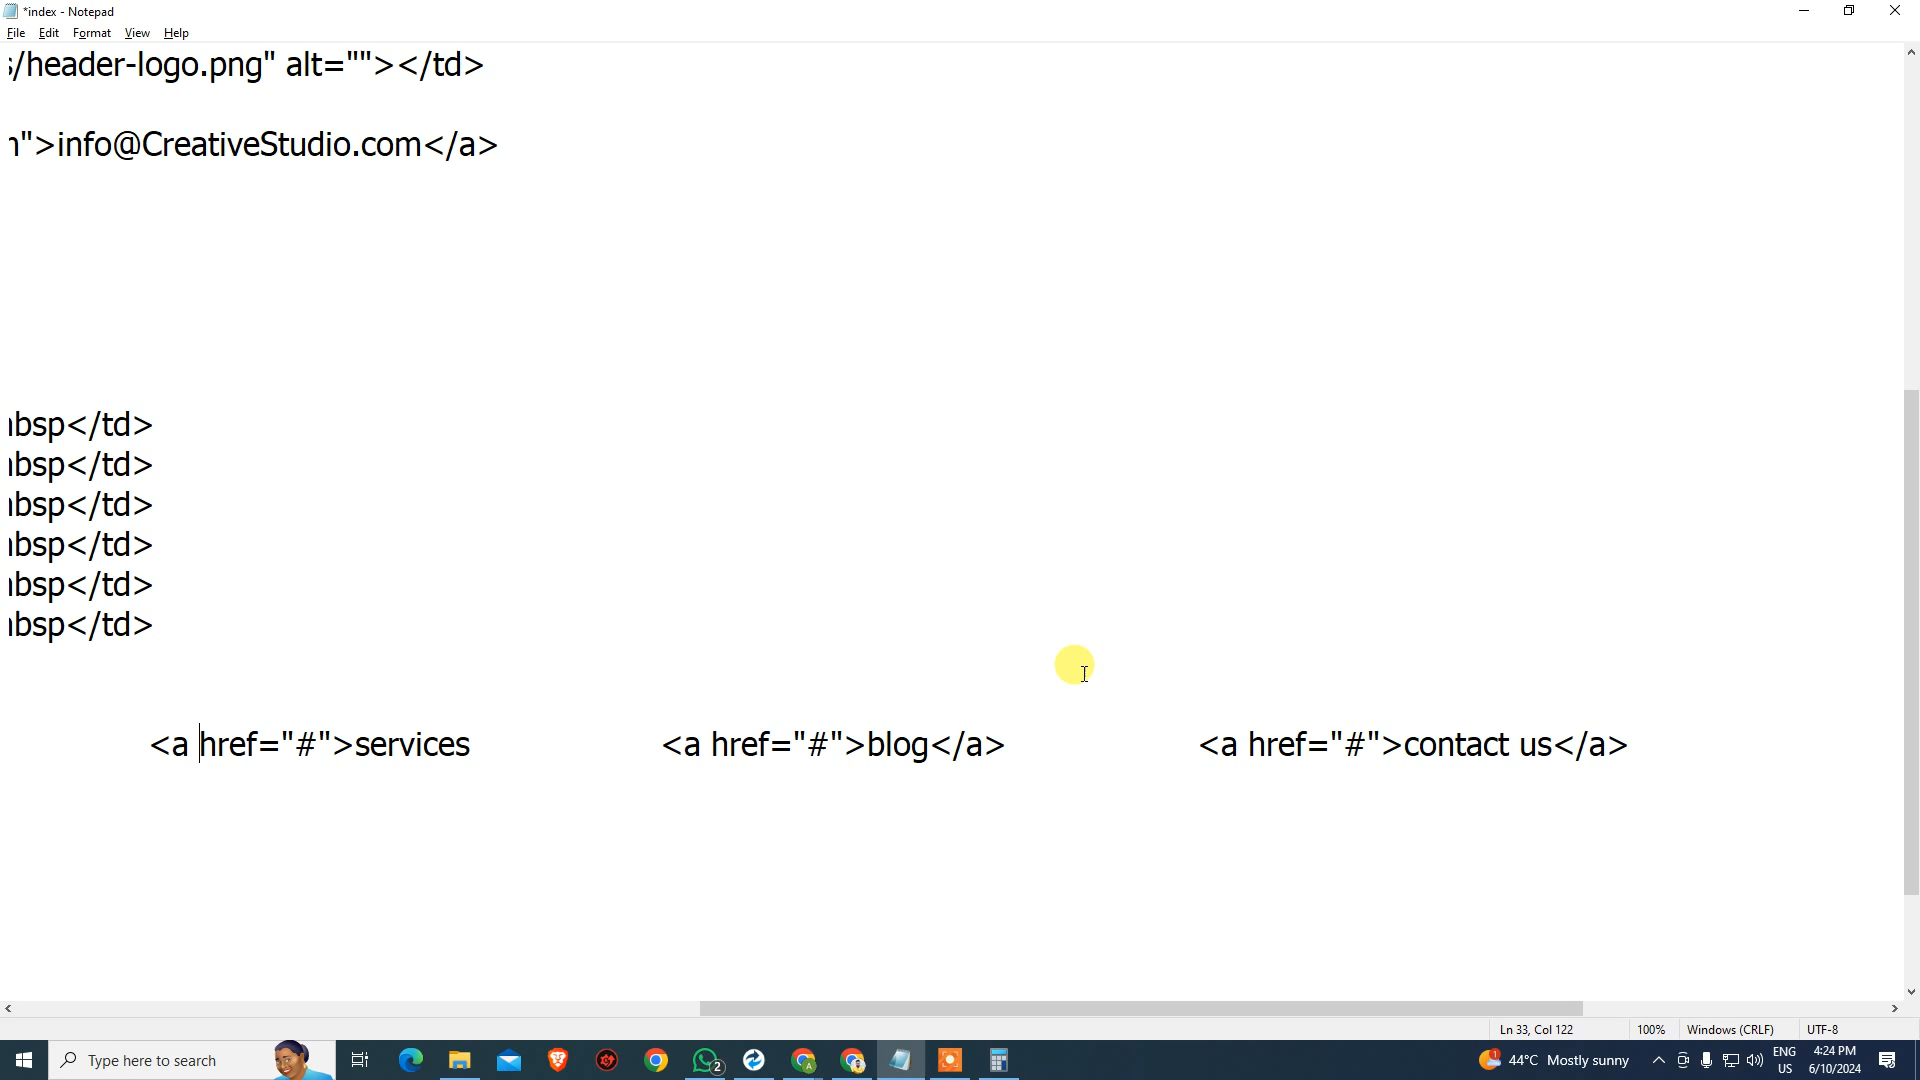 *index - Notepad
File Edit Format View Help
/header-logo.png" alt=""></td>
">info@CreativeStudio.com</a>
bsp</td>
bsp</td>
bsp</td>
bsp</td>
bsp</td>
bsp</td>
<a href="#">services <a href="#">blog</a> <a href="#">contact us</a>
Ln 33, Col 122 100% Windows (CRLF) UTF-8
Type here to search 2 A 1 44°C Mostly sunny ENG US 4:24 PM 6/10/2024